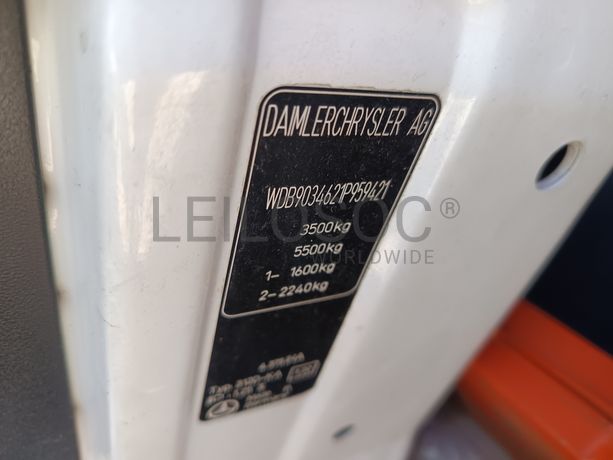 DAIMLERCHRYSLER AG
WDB9034621P959421
LEILOSOC®
WORLDWIDE
3500kg
5500kg
1- 1600kg
2-2240kg